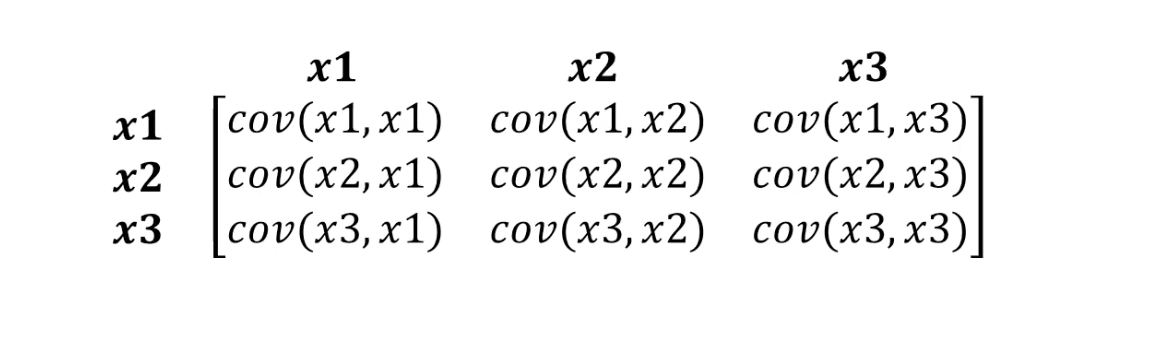 x1 x2 x3
x1 [cov(x1, x1) cov(x1, x2) cov(x1, x3)]
x2 [cov(x2, x1) cov(x2, x2) cov(x2, x3)]
x3 [cov(x3, x1) cov(x3, x2) cov(x3, x3)]